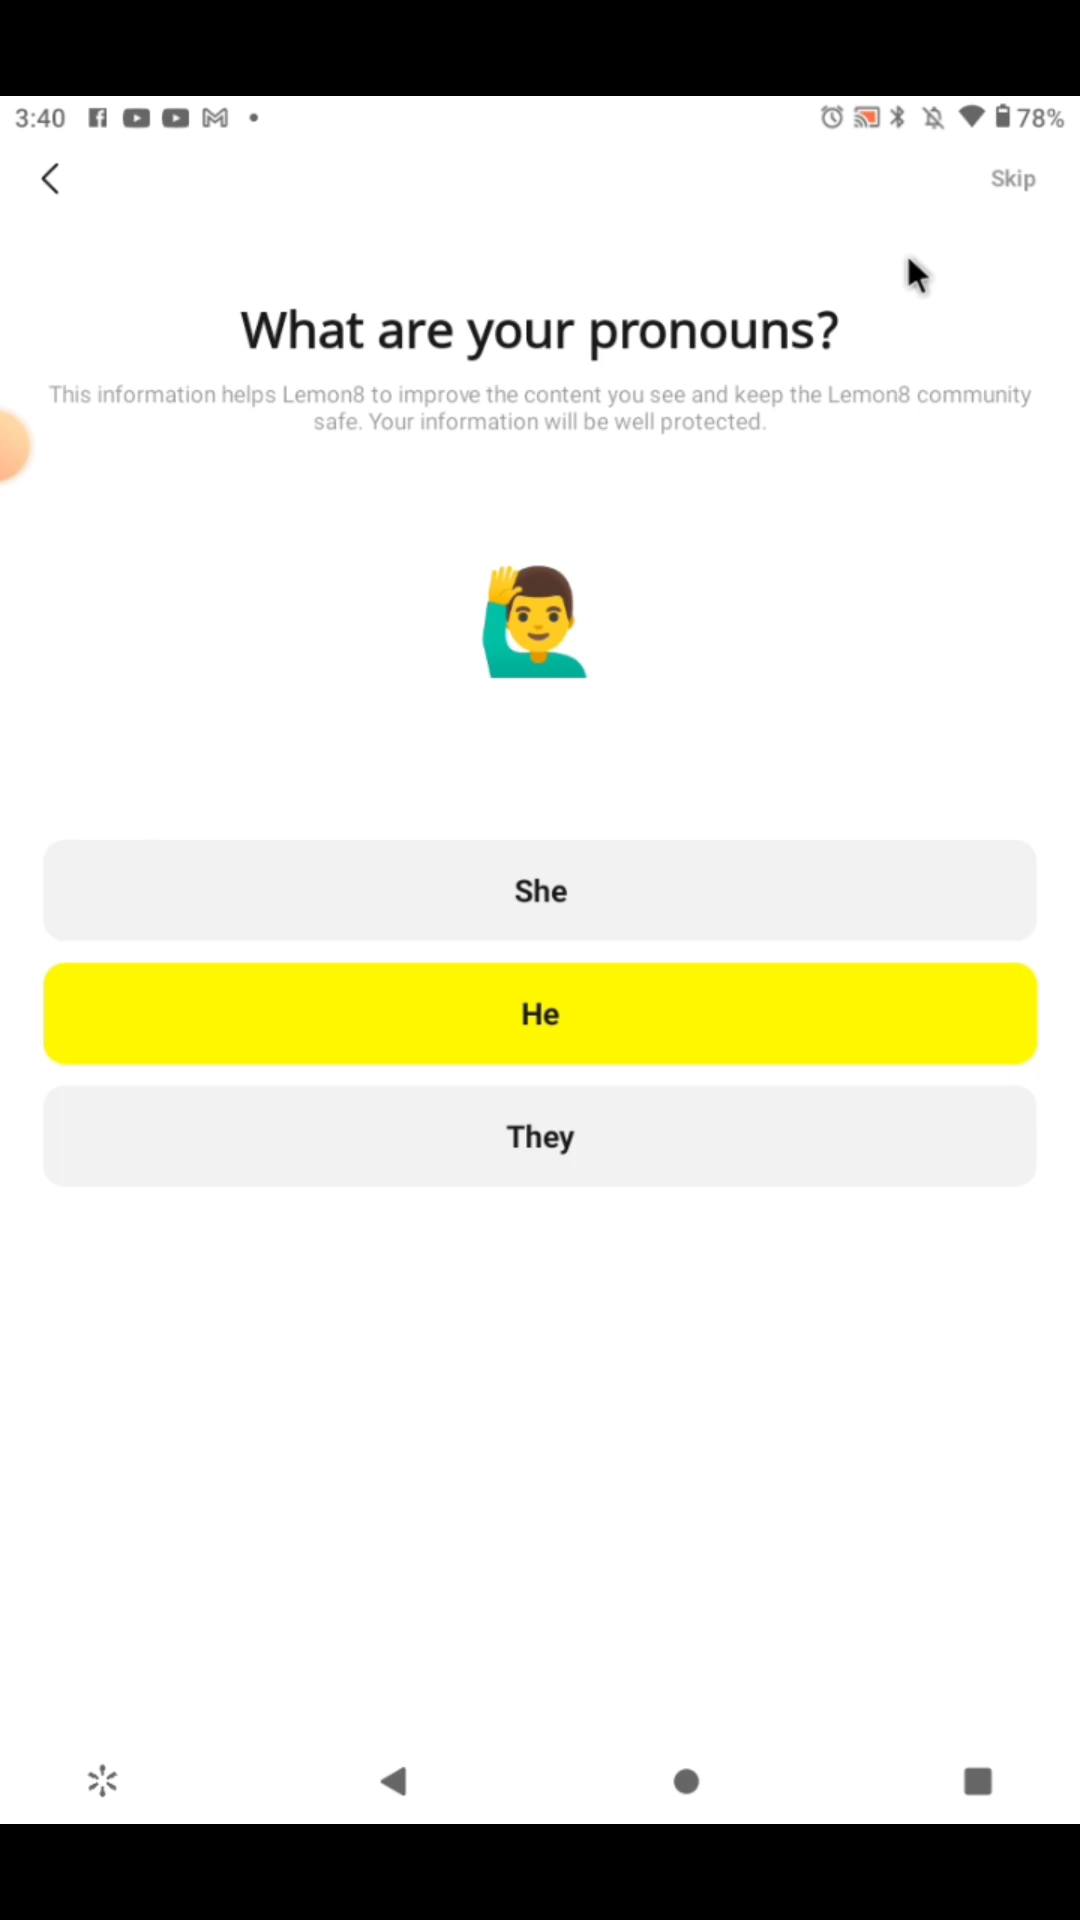 3:40 78%
Skip
What are your pronouns?
This information helps Lemon8 to improve the content you see and keep the Lemon8 community
safe. Your information will be well protected.
She
He
They